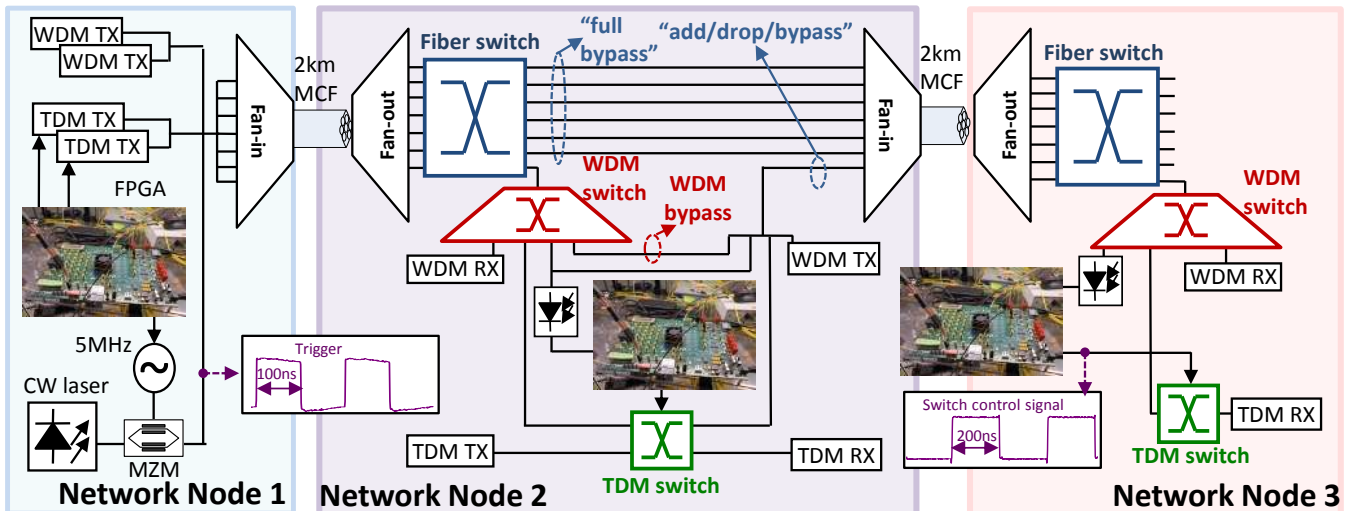 WDM TX
WDM TX
TDM TX
TDM TX
FPGA
5MHz
CW laser
MZM
Trigger
100ns
Fan-in
Network Node 1
2km
MCF
Fan-out
Fiber switch
“full
bypass”
“add/drop/bypass”
WDM
switch
WDM
bypass
WDM RX
WDM TX
TDM TX
TDM RX
TDM switch
Fan-in
Network Node 2
2km
MCF
Fan-out
Fiber switch
WDM
switch
WDM RX
Switch control signal
200ns
TDM RX
TDM switch
Network Node 3